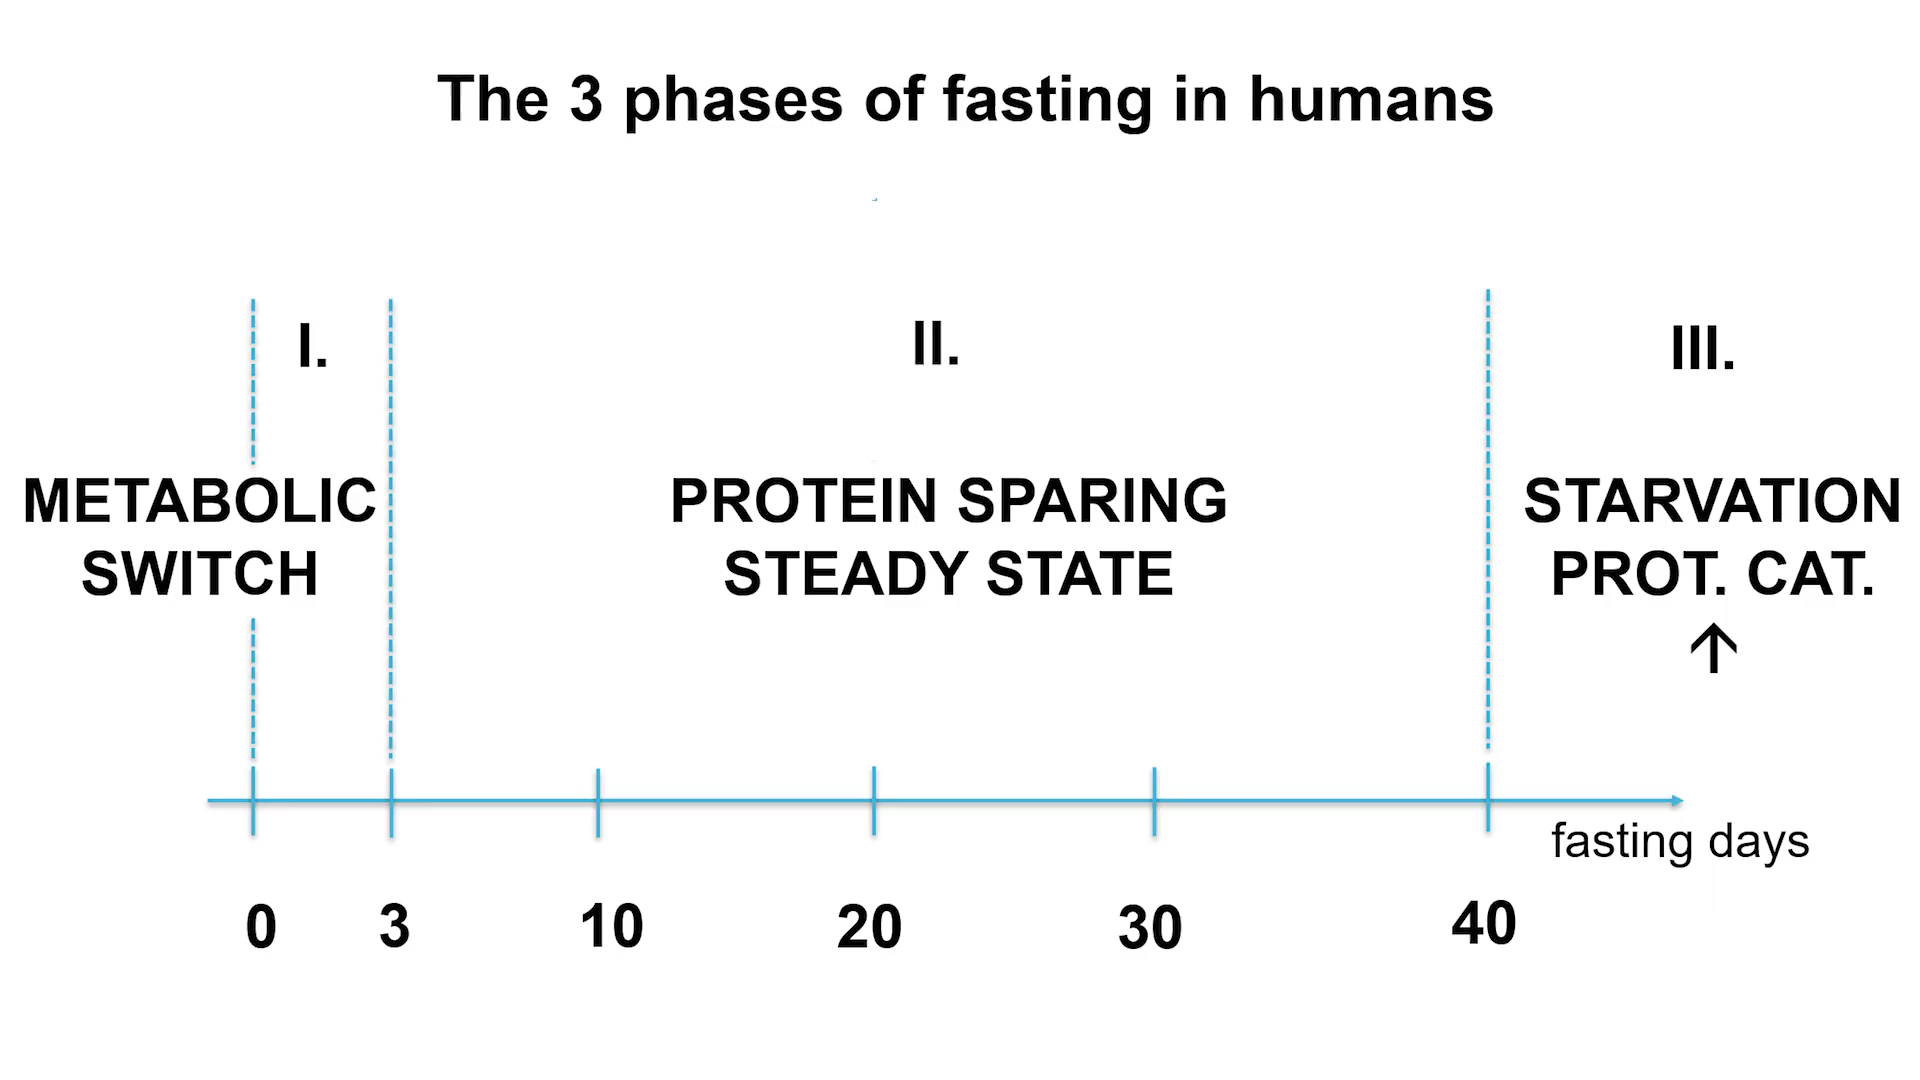 The 3 phases of fasting in humans
I.
II.
III.
METABOLIC
SWITCH
PROTEIN SPARING
STEADY STATE
STARVATION
PROT. CAT.
↑
fasting days
0 3 10 20 30 40